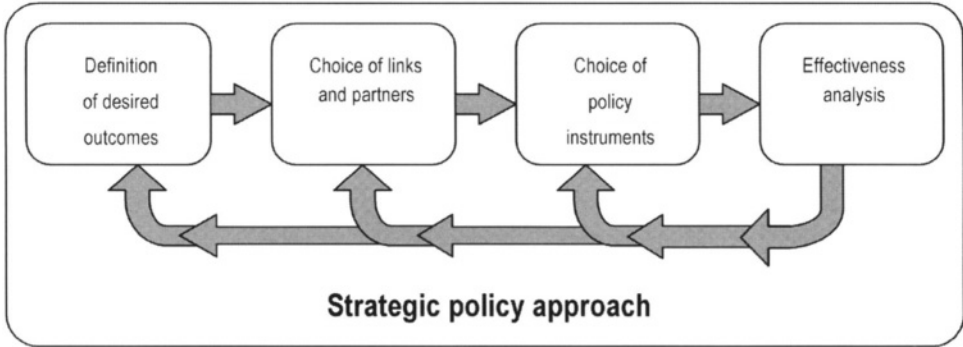 Definition
of desired
outcomes
Choice of links
and partners
Choice of
policy
instruments
Effectiveness
analysis
Strategic policy approach